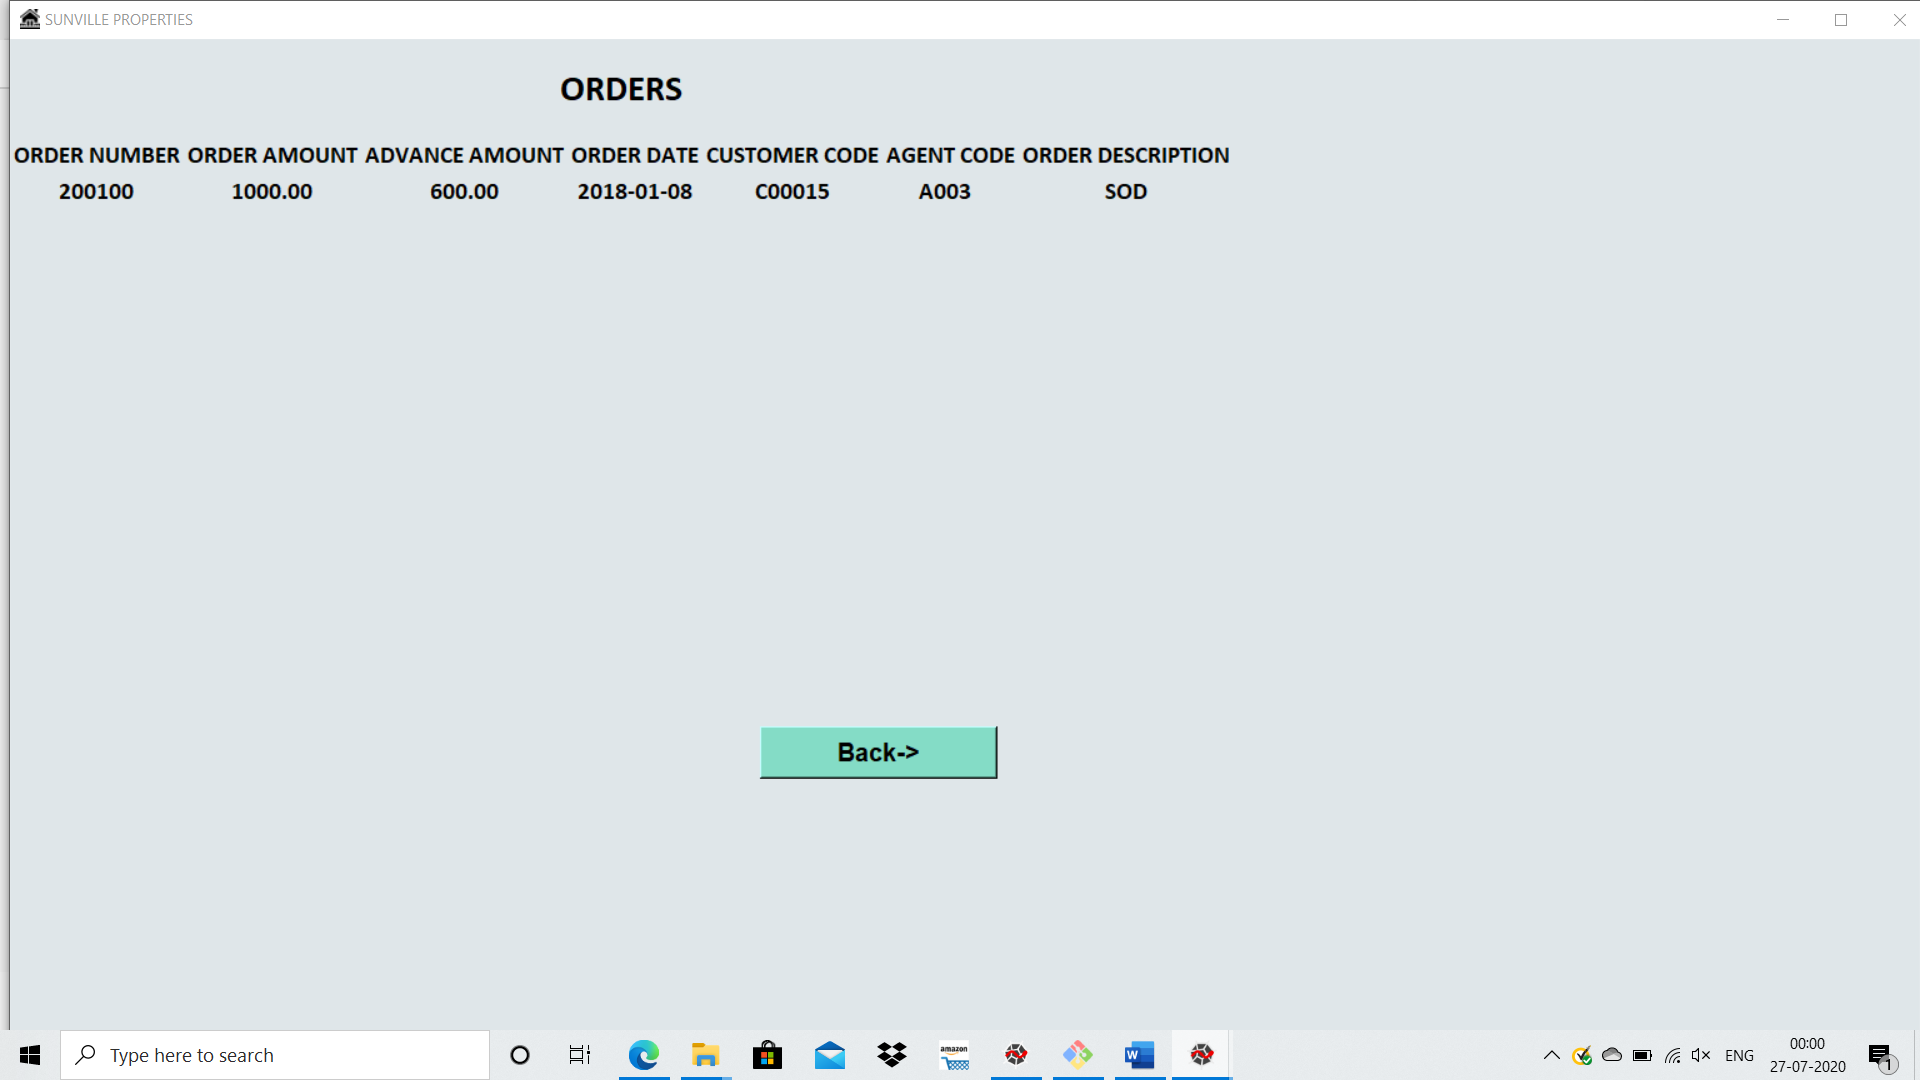 SUNVILLE PROPERTIES
ORDERS
ORDER NUMBER ORDER AMOUNT ADVANCE AMOUNT ORDER DATE CUSTOMER CODE AGENT CODE ORDER DESCRIPTION
200100 1000.00 600.00 2018-01-08 C00015 A003 SOD
Back->
Type here to search
amazon
W
ENG
00:00
27-07-2020
1